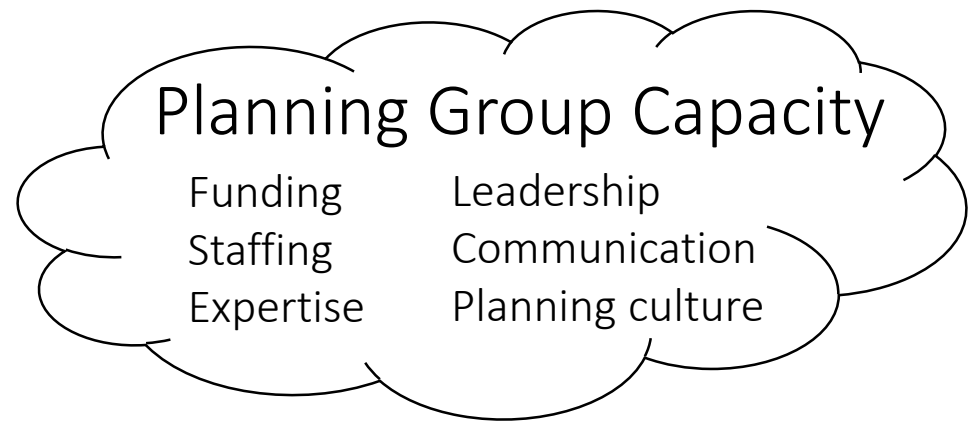 Planning Group Capacity
Funding
Staffing
Expertise
Leadership
Communication
Planning culture